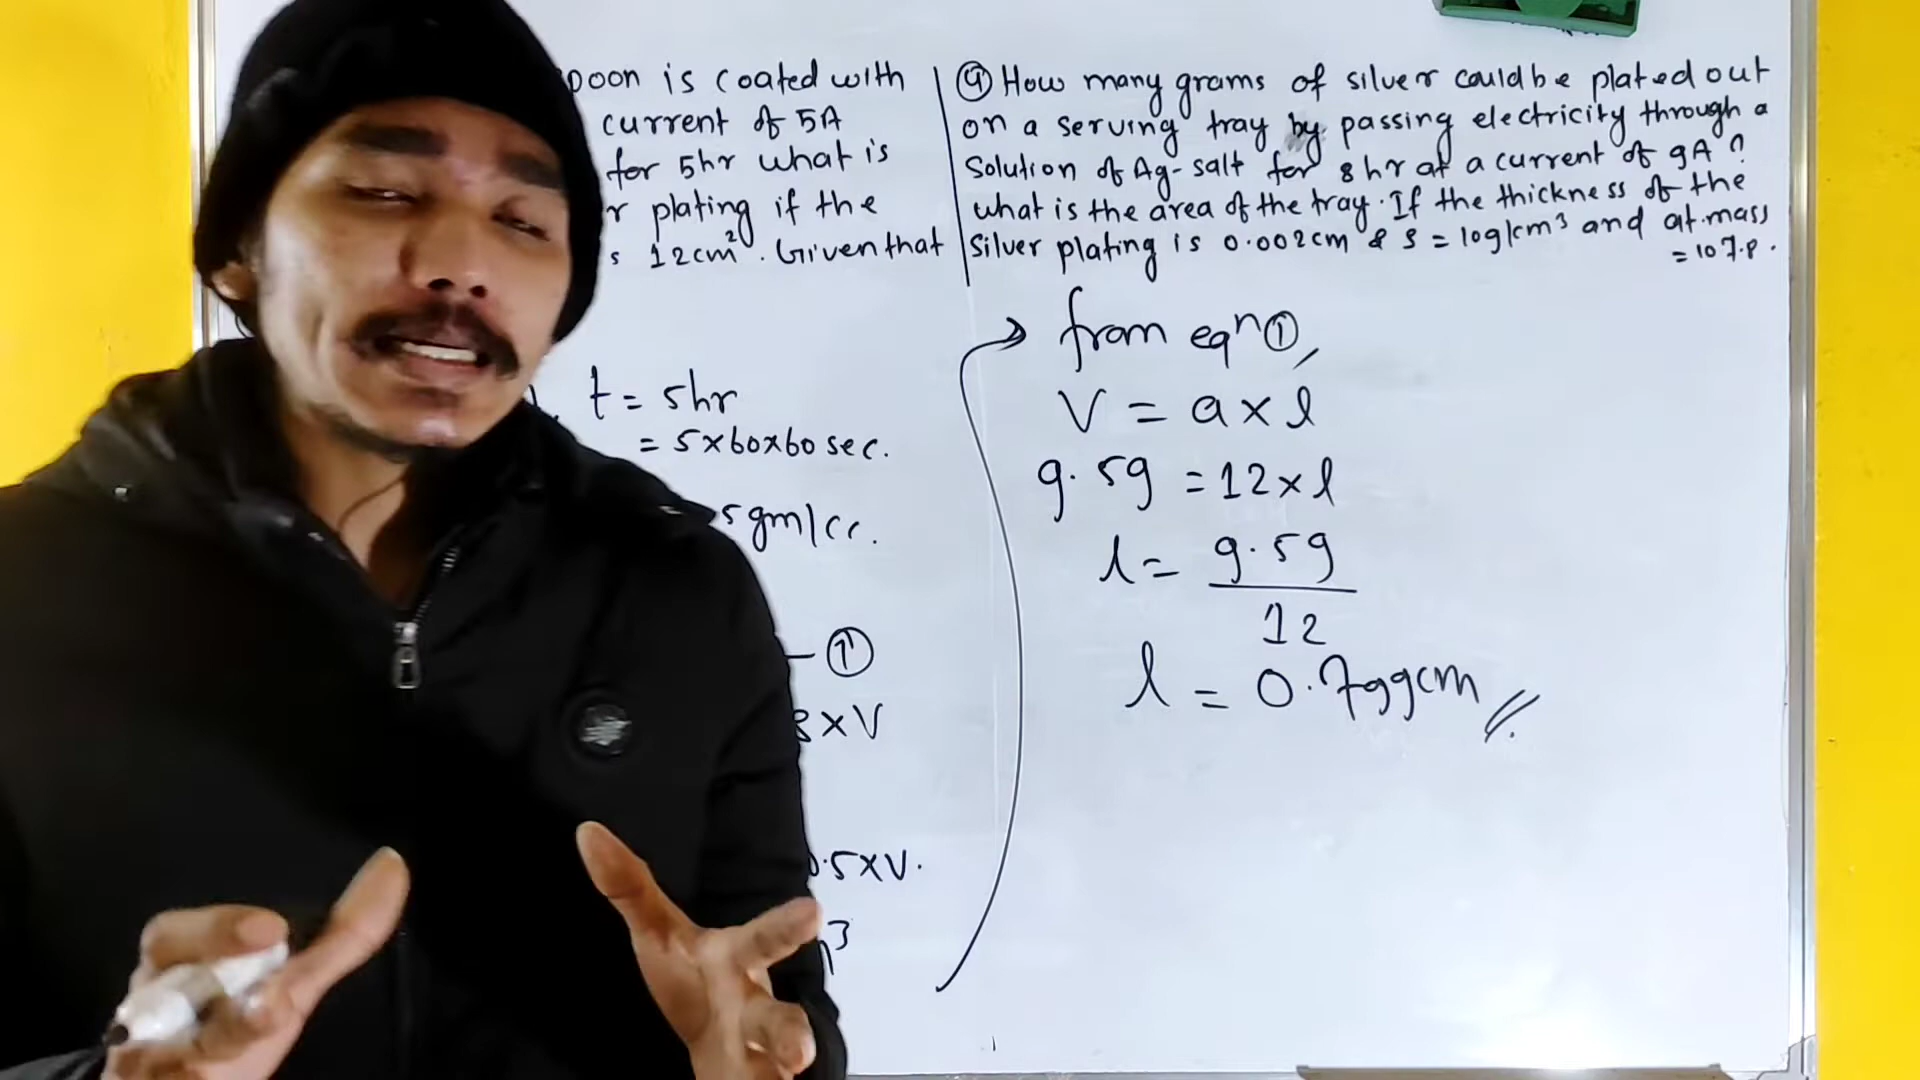 poon is coated with
current of 5A
for 5hr what is
r plating if the
s 12cm². Given that
t = 5hr
= 5×60×60 sec.
5 gm/cc.
— ①
8×V
0.5×V.
3
④ How many grams of silver could be plated out
on a serving tray by passing electricity through a
solution of Ag-salt for 8hr at a current of 9A?
what is the area of the tray. If the thickness of the
silver plating is 0.002cm & ρ = 10g/cm³ and at.mass
= 107.8.
from eqⁿ ①,
V = a × l
9.59 = 12 × l
l = 9.59
12
l = 0.799cm